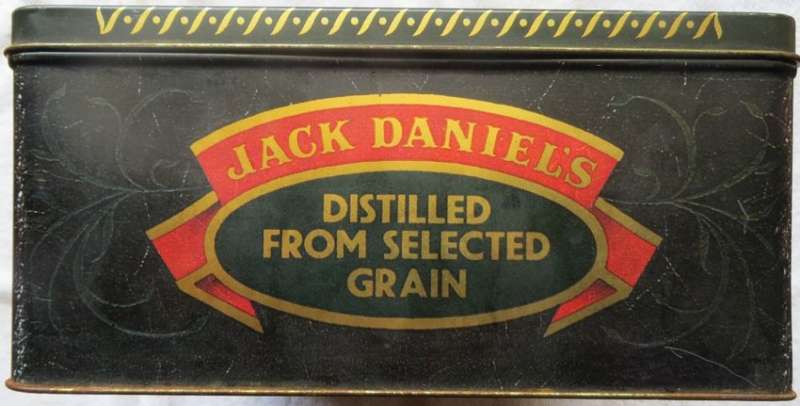 JACK DANIEL'S
DISTILLED
FROM SELECTED
GRAIN